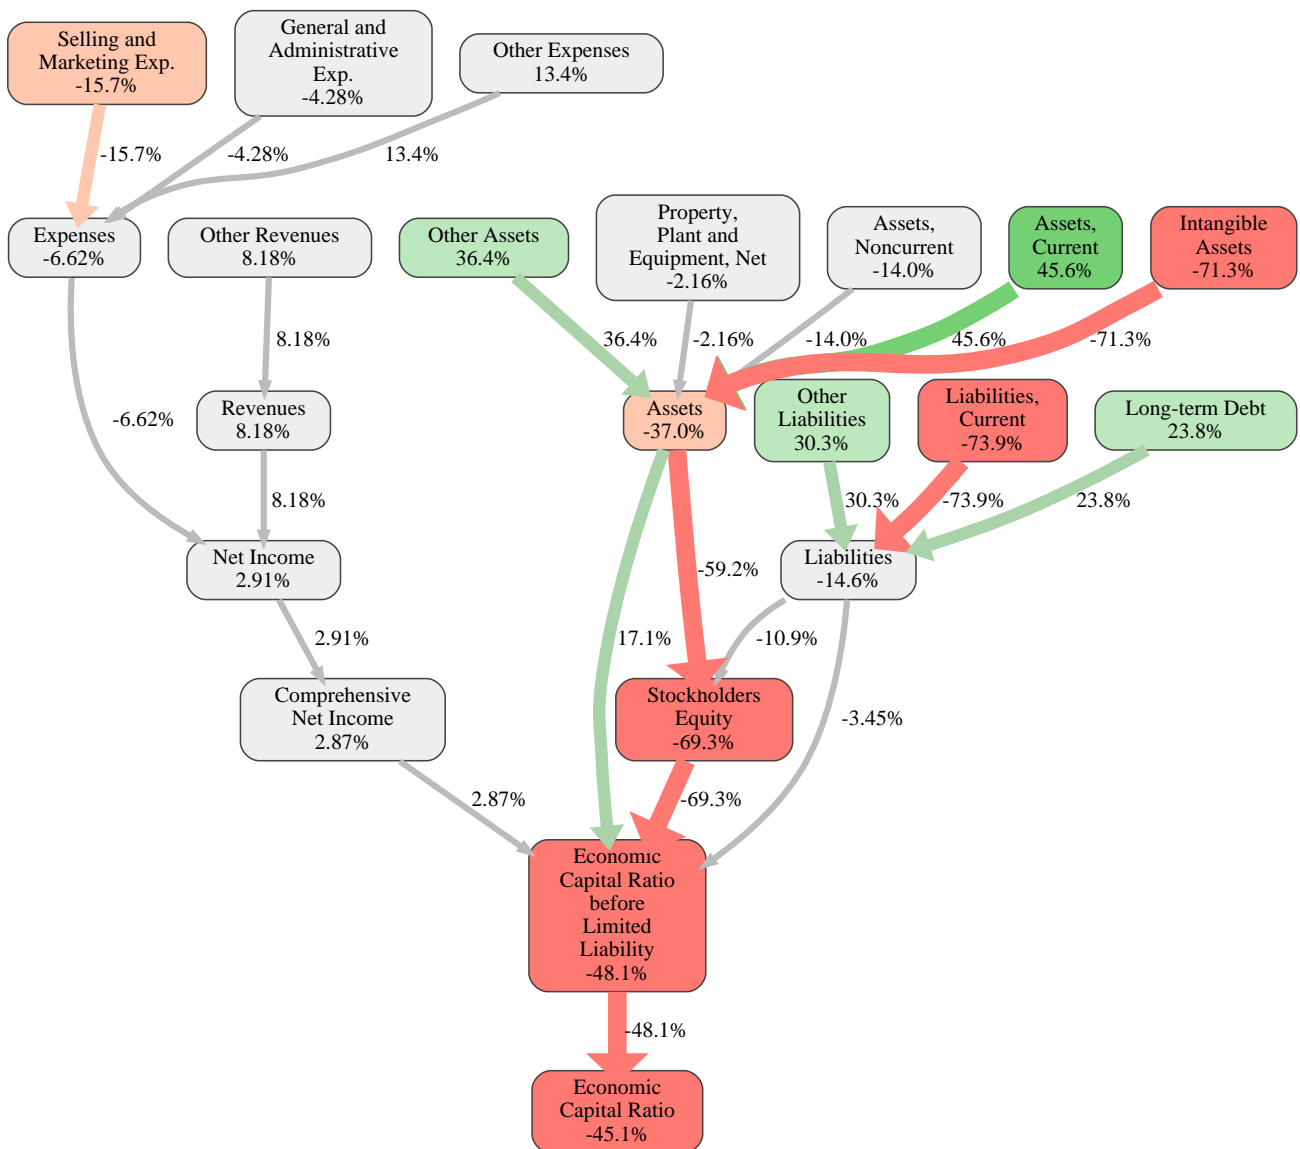 Selling and
Marketing Exp.
-15.7%
General and
Administrative
Exp.
-4.28%
Other Expenses
13.4%
-15.7%
-4.28%
13.4%
Expenses
-6.62%
Other Revenues
8.18%
Other Assets
36.4%
Property,
Plant and
Equipment, Net
-2.16%
Assets,
Noncurrent
-14.0%
Assets,
Current
45.6%
Intangible
Assets
-71.3%
8.18%
36.4%
-2.16%
-14.0%
45.6%
-71.3%
-6.62%
Revenues
8.18%
Assets
-37.0%
Other
Liabilities
30.3%
Liabilities,
Current
-73.9%
Long-term Debt
23.8%
8.18%
30.3%
-73.9%
23.8%
Net Income
2.91%
-59.2%
Liabilities
-14.6%
2.91%
17.1%
-10.9%
Comprehensive
Net Income
2.87%
Stockholders
Equity
-69.3%
-3.45%
2.87%
-69.3%
Economic
Capital Ratio
before
Limited
Liability
-48.1%
-48.1%
Economic
Capital Ratio
-45.1%